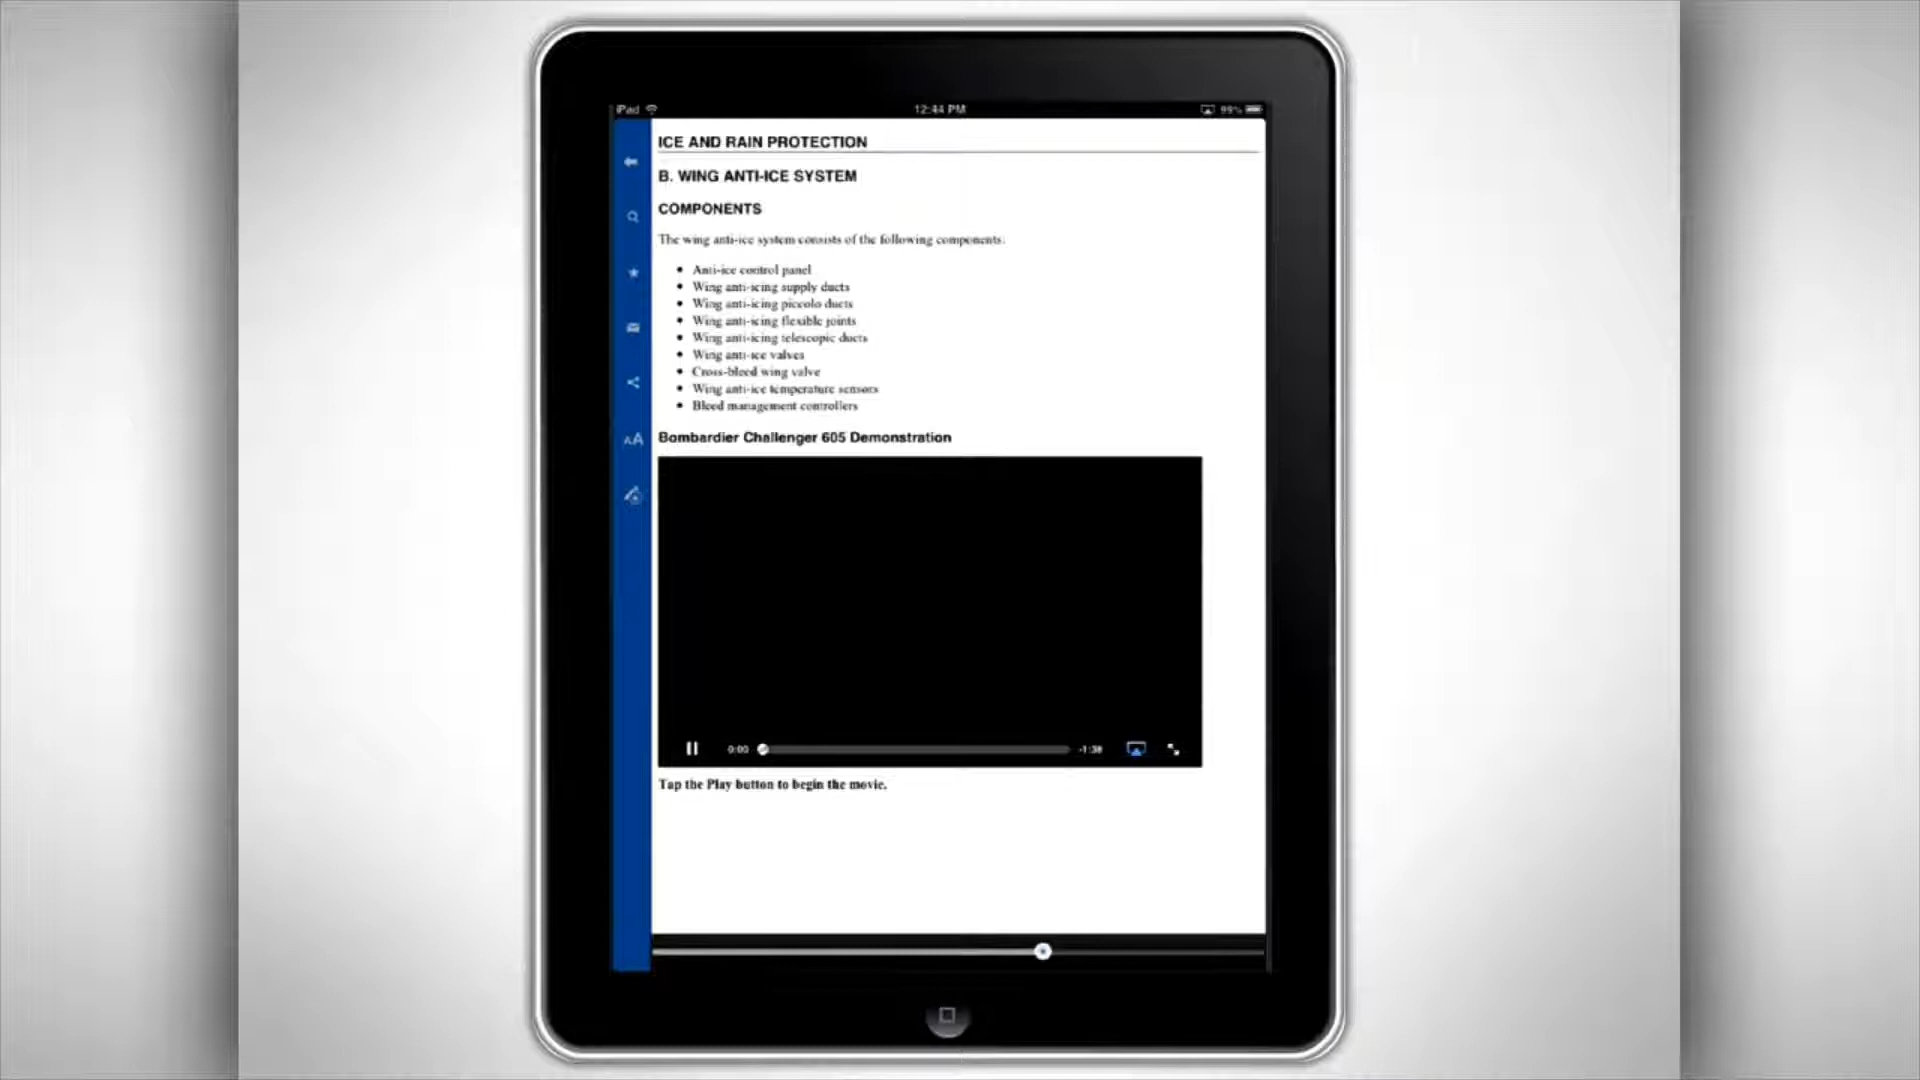 iPad 12:44 PM 99%
ICE AND RAIN PROTECTION
B. WING ANTI-ICE SYSTEM
COMPONENTS
The wing anti-ice system consists of the following components:
• Anti-ice control panel
• Wing anti-icing supply ducts
• Wing anti-icing piccolo ducts
• Wing anti-icing flexible joints
• Wing anti-icing telescopic ducts
• Wing anti-ice valves
• Cross-bleed wing valve
• Wing anti-ice temperature sensors
• Bleed management controllers
AA
Bombardier Challenger 605 Demonstration
0:00 -1:38
Tap the Play button to begin the movie.